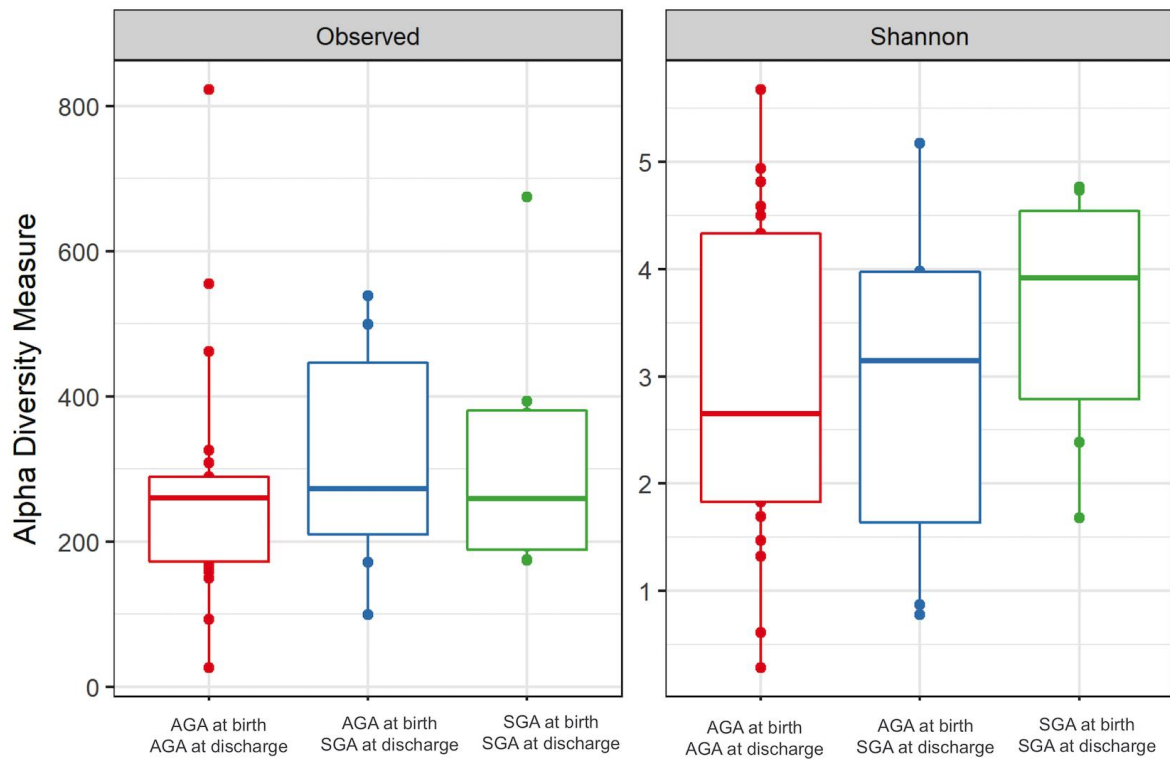 Observed
Shannon
Alpha Diversity Measure
800
600
400
200
0
5
4
3
2
1
AGA at birth
AGA at discharge
AGA at birth
SGA at discharge
SGA at birth
SGA at discharge
AGA at birth
AGA at discharge
AGA at birth
SGA at discharge
SGA at birth
SGA at discharge